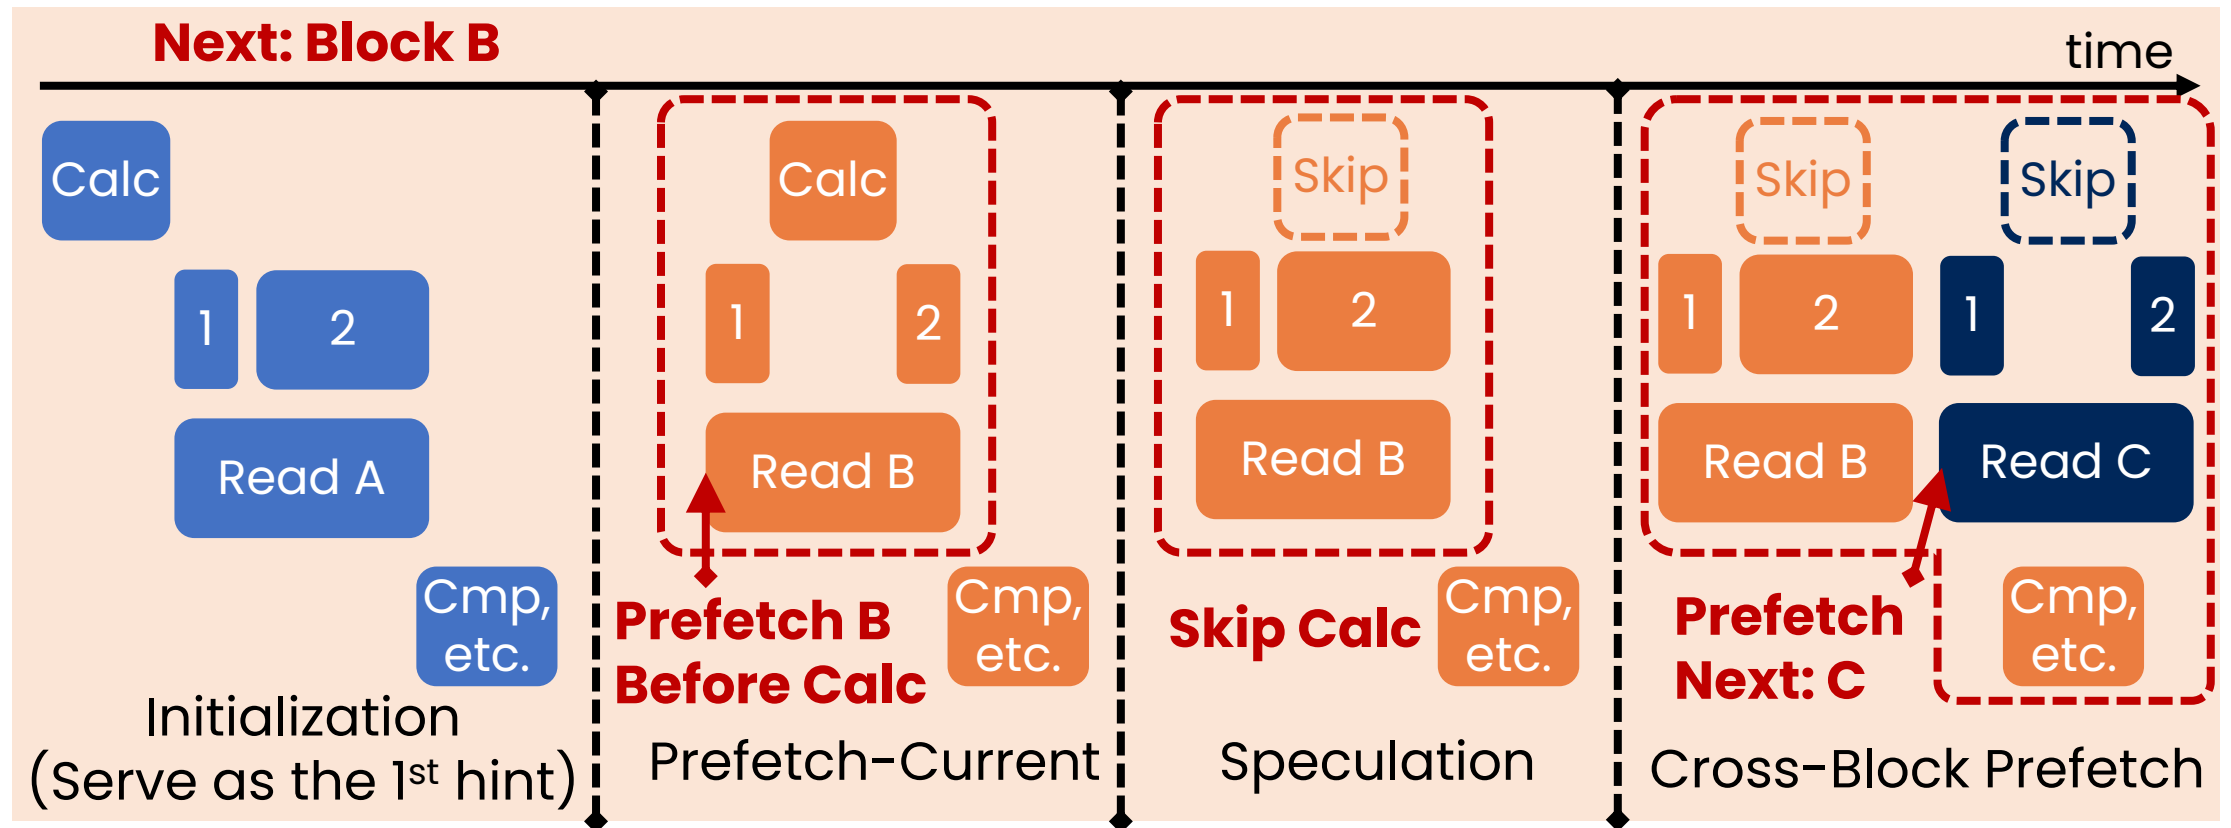 Next: Block B
time
Calc
1
2
Read A
Cmp,
etc.
Initialization
(Serve as the 1st hint)
Calc
1
2
Read B
Prefetch B
Before Calc
Cmp,
etc.
Prefetch-Current
Skip
1
2
Read B
Skip Calc
Cmp,
etc.
Speculation
Skip
Skip
1
2
1
2
Read B
Read C
Prefetch
Next: C
Cmp,
etc.
Cross-Block Prefetch